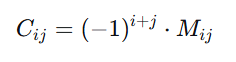 C_{ij} = (−1)^{i+j} · M_{ij}